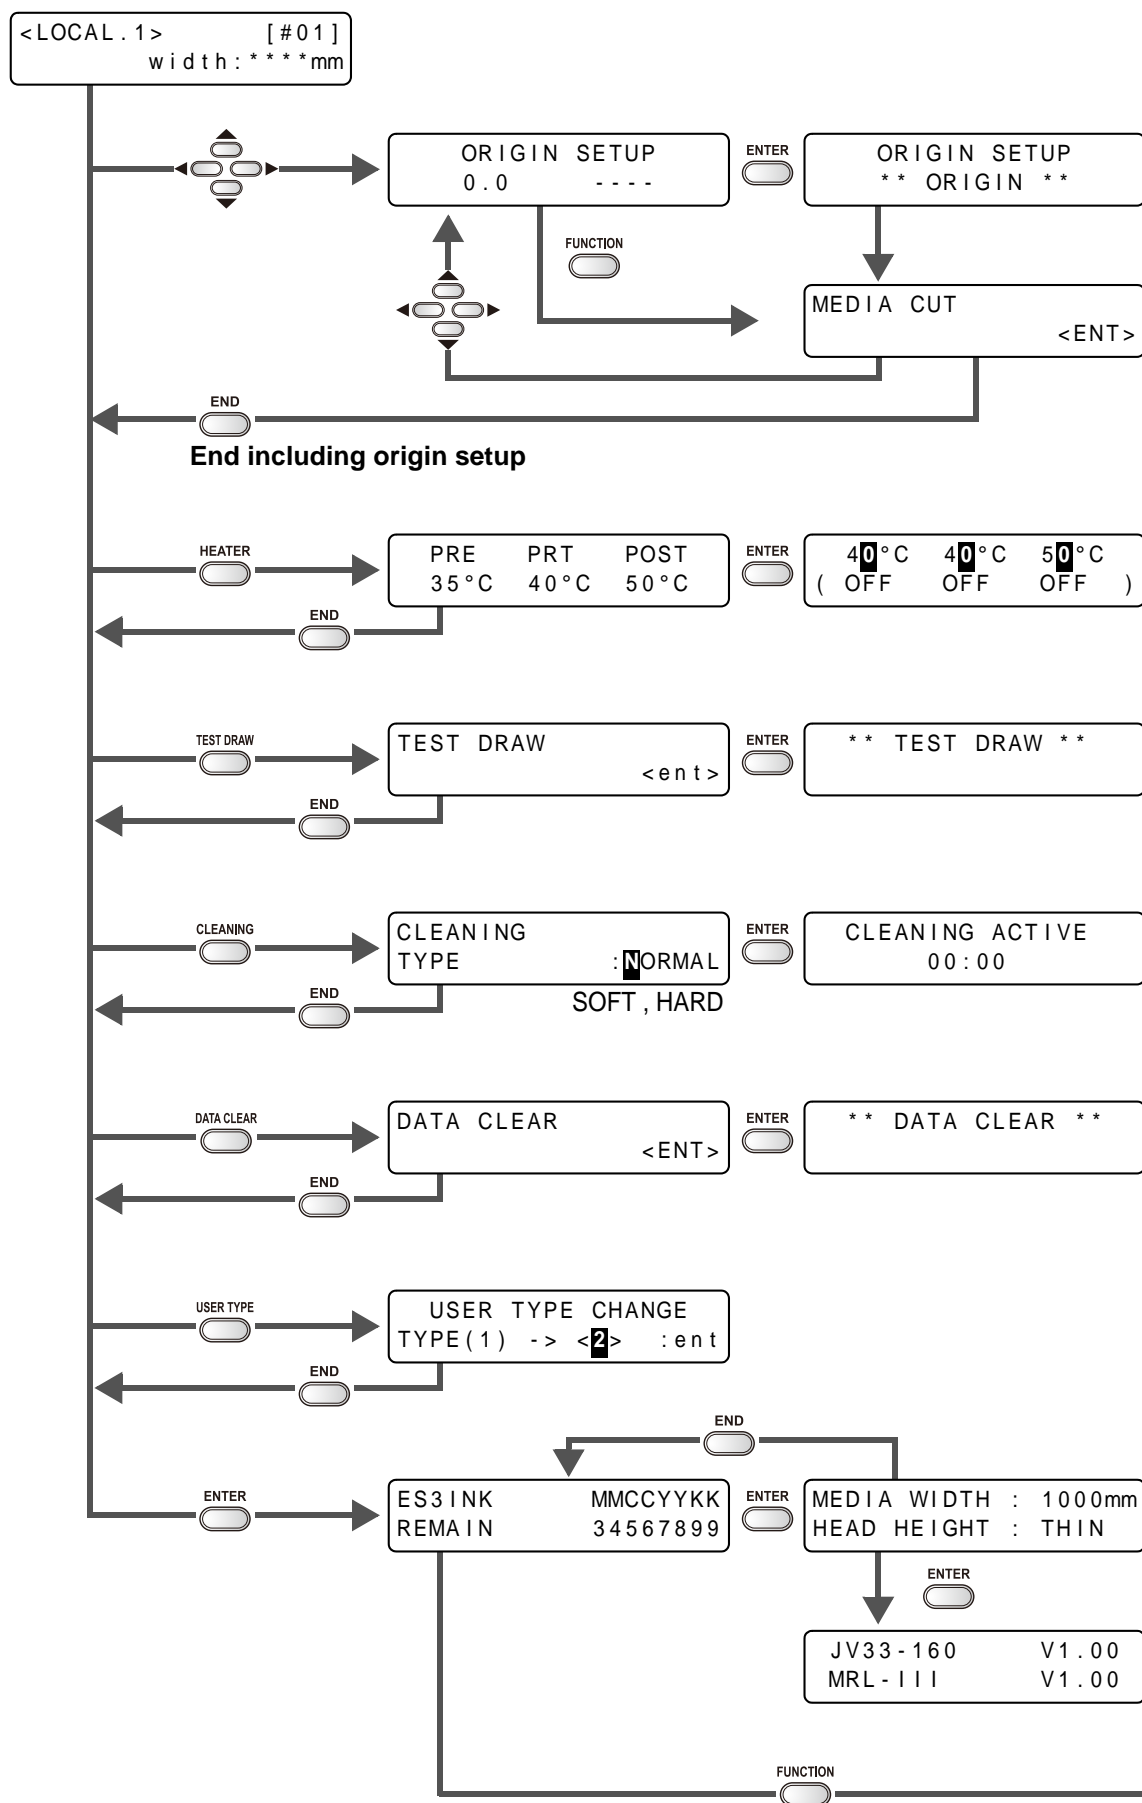 <LOCAL.1> [#01]
width:****mm
ORIGIN SETUP
0.0 ----
ENTER
ORIGIN SETUP
** ORIGIN **
FUNCTION
MEDIA CUT
<ENT>
END
End including origin setup
HEATER
PRE PRT POST
35°C 40°C 50°C
ENTER
40°C 40°C 50°C
( OFF OFF OFF )
END
TEST DRAW
TEST DRAW
<ent>
ENTER
** TEST DRAW **
END
CLEANING
CLEANING
TYPE :NORMAL
SOFT , HARD
ENTER
CLEANING ACTIVE
00:00
END
DATA CLEAR
DATA CLEAR
<ENT>
ENTER
** DATA CLEAR **
END
USER TYPE
USER TYPE CHANGE
TYPE(1) -> <2> :ent
END
END
ENTER
ES3INK MMCCYYKK
REMAIN 34567899
ENTER
MEDIA WIDTH : 1000mm
HEAD HEIGHT : THIN
ENTER
JV33-160 V1.00
MRL-III V1.00
FUNCTION